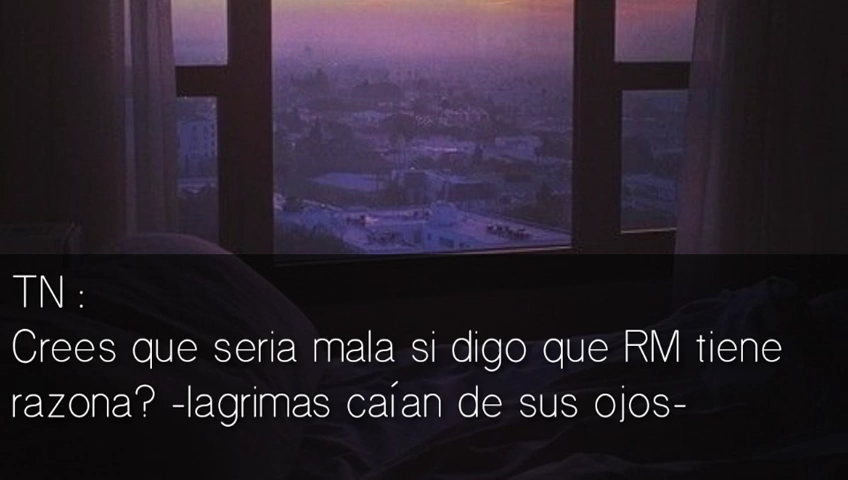 TN :
Crees que seria mala si digo que RM tiene
razona? -lagrimas caían de sus ojos-